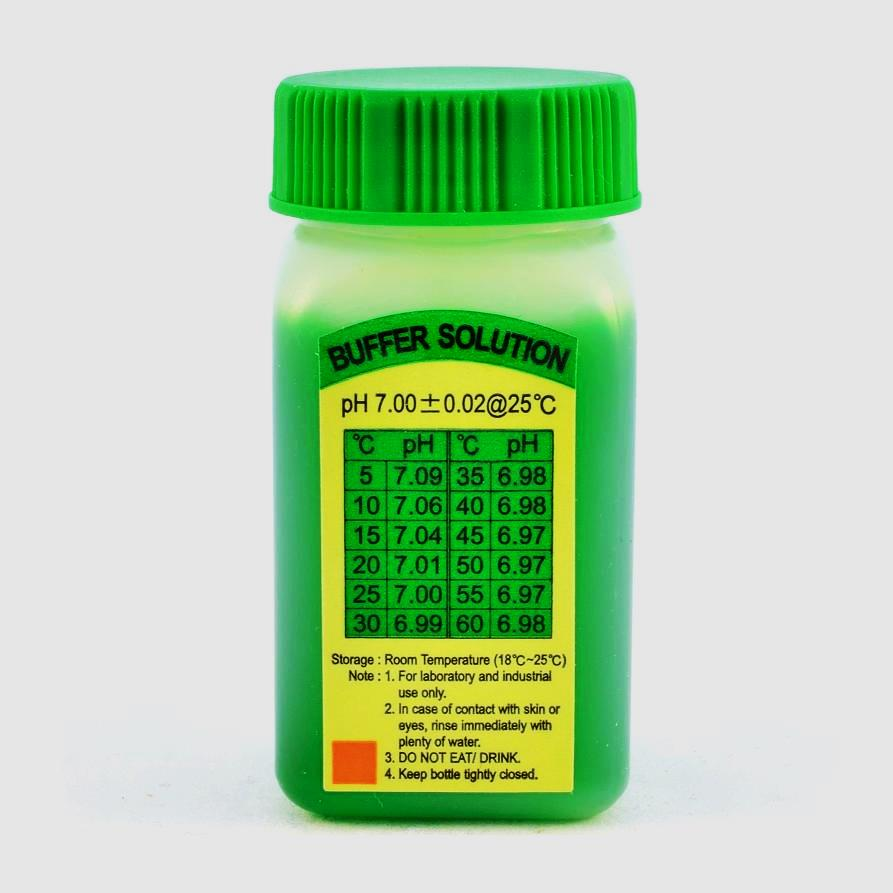 BUFFER SOLUTION
pH 7.00±0.02@25℃
℃ pH ℃ pH
5 7.09 35 6.98
10 7.06 40 6.98
15 7.04 45 6.97
20 7.01 50 6.97
25 7.00 55 6.97
30 6.99 60 6.98
Storage : Room Temperature (18℃~25℃)
Note : 1. For laboratory and industrial
use only.
2. In case of contact with skin or
eyes, rinse immediately with
plenty of water.
3. DO NOT EAT/ DRINK.
4. Keep bottle tightly closed.